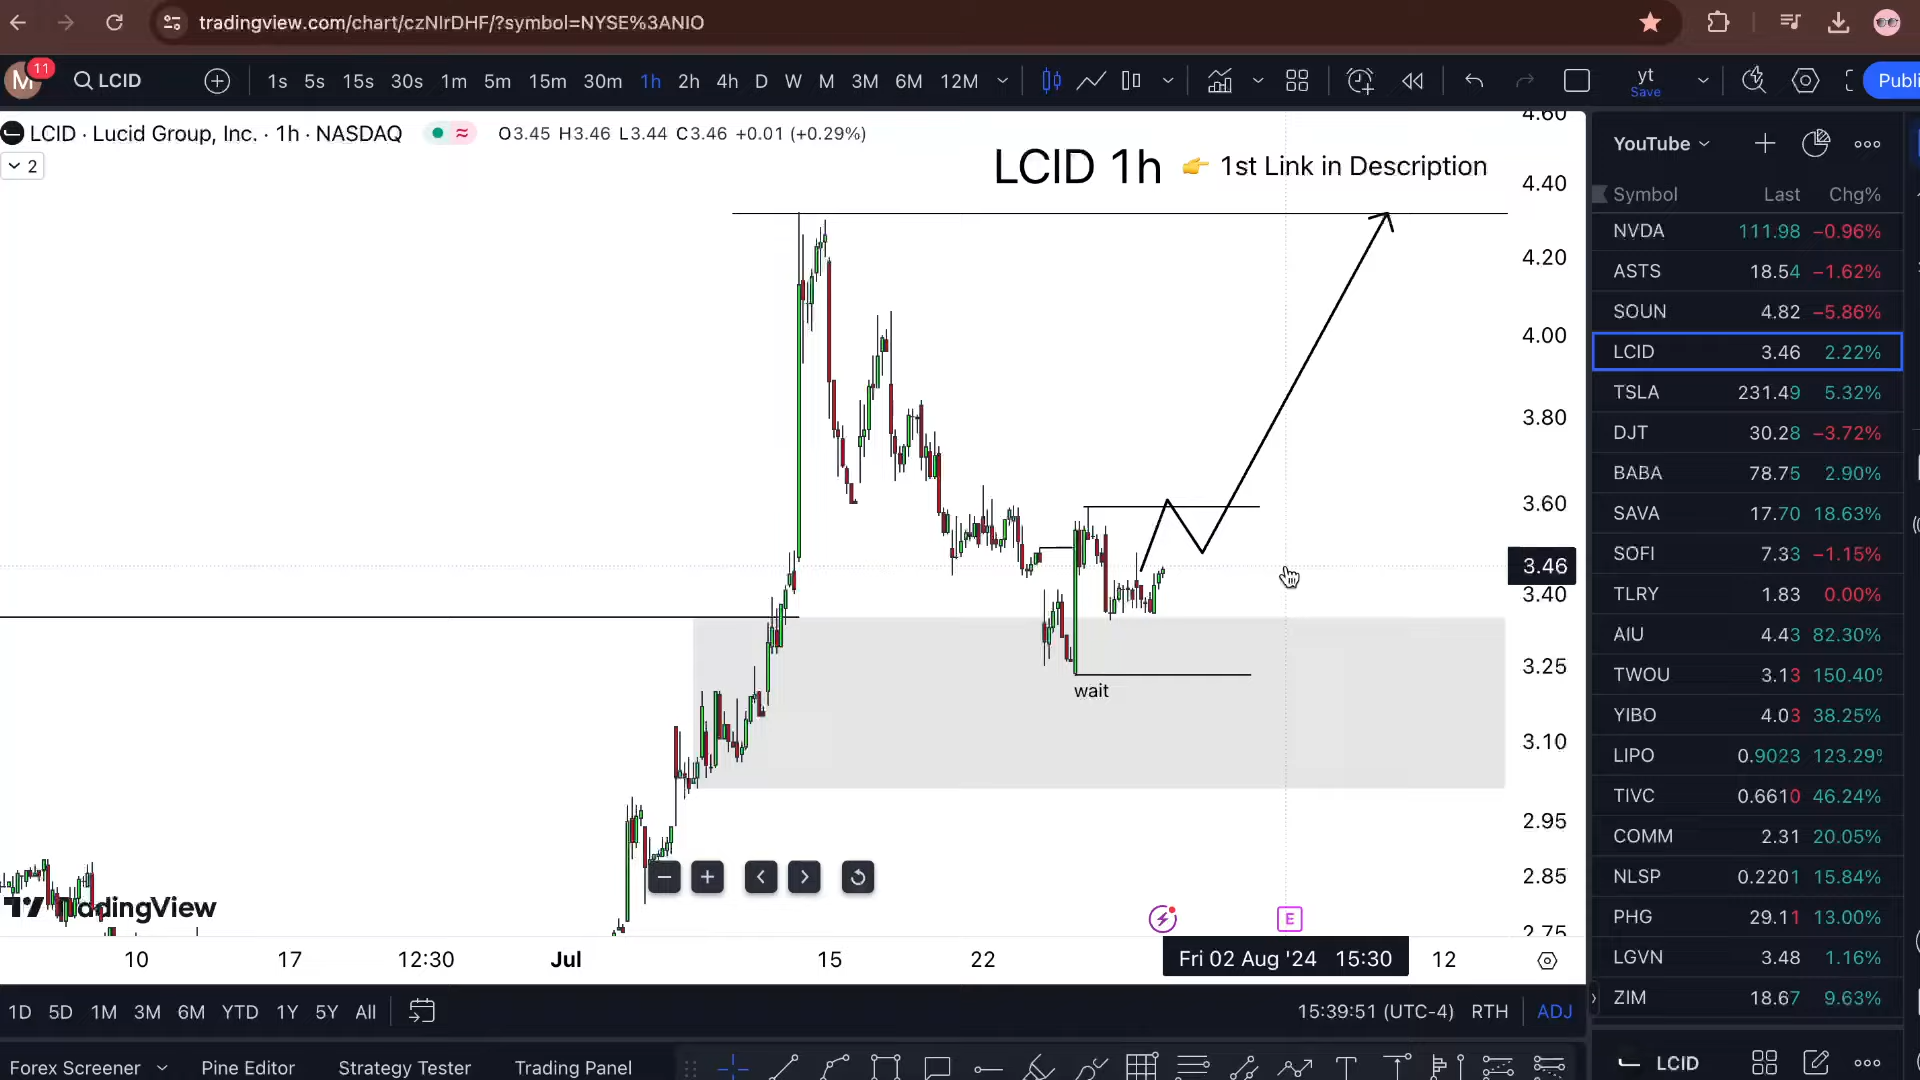 tradingview.com/chart/czNIrDHF/?symbol=NYSE%3ANIO
M 11 LCID 1s 5s 15s 30s 1m 5m 15m 30m 1h 2h 4h D W M 3M 6M 12M yt Save Publi
LCID · Lucid Group, Inc. · 1h · NASDAQ O3.45 H3.46 L3.44 C3.46 +0.01 (+0.29%)
2
LCID 1h 👉 1st Link in Description
4.60
4.40
4.20
4.00
3.80
3.60
3.46
3.40
3.25
3.10
2.95
2.85
2.75
wait
TradingView
E
10 17 12:30 Jul 15 22 Fri 02 Aug '24 15:30 12
1D 5D 1M 3M 6M YTD 1Y 5Y All 15:39:51 (UTC-4) RTH ADJ
Forex Screener Pine Editor Strategy Tester Trading Panel
YouTube
Symbol Last Chg%
NVDA 111.98 −0.96%
ASTS 18.54 −1.62%
SOUN 4.82 −5.86%
LCID 3.46 2.22%
TSLA 231.49 5.32%
DJT 30.28 −3.72%
BABA 78.75 2.90%
SAVA 17.70 18.63%
SOFI 7.33 −1.15%
TLRY 1.83 0.00%
AIU 4.43 82.30%
TWOU 3.13 150.40%
YIBO 4.03 38.25%
LIPO 0.9023 123.29%
TIVC 0.6610 46.24%
COMM 2.31 20.05%
NLSP 0.2201 15.84%
PHG 29.11 13.00%
LGVN 3.48 1.16%
ZIM 18.67 9.63%
LCID